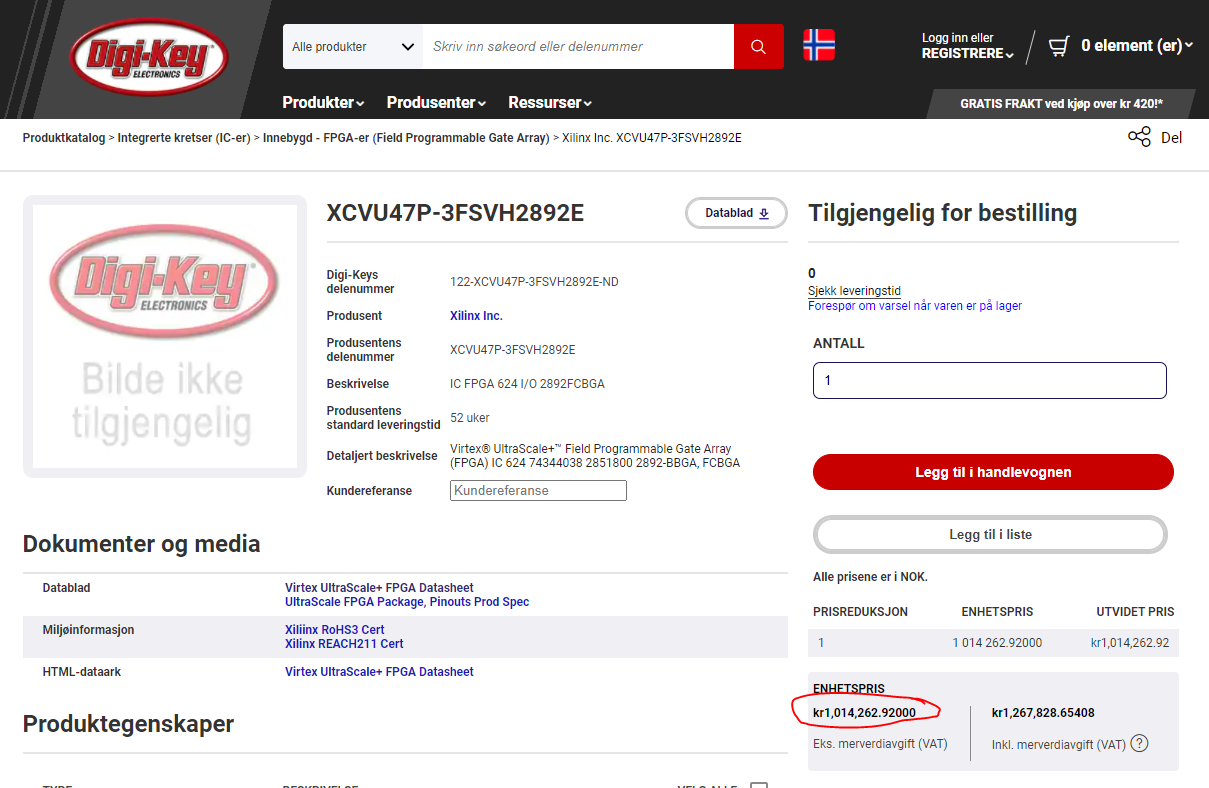 Digi-Key®
ELECTRONICS
Alle produkter
Skriv inn søkeord eller delenummer
Logg inn eller
REGISTRERE
0 element (er)
Produkter
Produsenter
Ressurser
GRATIS FRAKT ved kjøp over kr 420!*
Produktkatalog > Integrerte kretser (IC-er) > Innebygd - FPGA-er (Field Programmable Gate Array) > Xilinx Inc. XCVU47P-3FSVH2892E
Del
Digi-Key®
ELECTRONICS
Bilde ikke
tilgjengelig
XCVU47P-3FSVH2892E
Datablad
Digi-Keys
delenummer
122-XCVU47P-3FSVH2892E-ND
Produsent
Xilinx Inc.
Produsentens
delenummer
XCVU47P-3FSVH2892E
Beskrivelse
IC FPGA 624 I/O 2892FCBGA
Produsentens
standard leveringstid
52 uker
Detaljert beskrivelse
Virtex® UltraScale+™ Field Programmable Gate Array
(FPGA) IC 624 74344038 2851800 2892-BBGA, FCBGA
Kundereferanse
Kundereferanse
Tilgjengelig for bestilling
0
Sjekk leveringstid
Forespør om varsel når varen er på lager
ANTALL
1
Legg til i handlevognen
Legg til i liste
Alle prisene er i NOK.
PRISREDUKSJON ENHETSPRIS UTVIDET PRIS
1 1 014 262.92000 kr1,014,262.92
ENHETSPRIS
kr1,014,262.92000
Eks. merverdiavgift (VAT)
kr1,267,828.65408
Inkl. merverdiavgift (VAT) ?
Dokumenter og media
Datablad
Virtex UltraScale+ FPGA Datasheet
UltraScale FPGA Package, Pinouts Prod Spec
Miljøinformasjon
Xiliinx RoHS3 Cert
Xilinx REACH211 Cert
HTML-dataark
Virtex UltraScale+ FPGA Datasheet
Produktegenskaper
TYPE BESKRIVELSE VELG ALLE